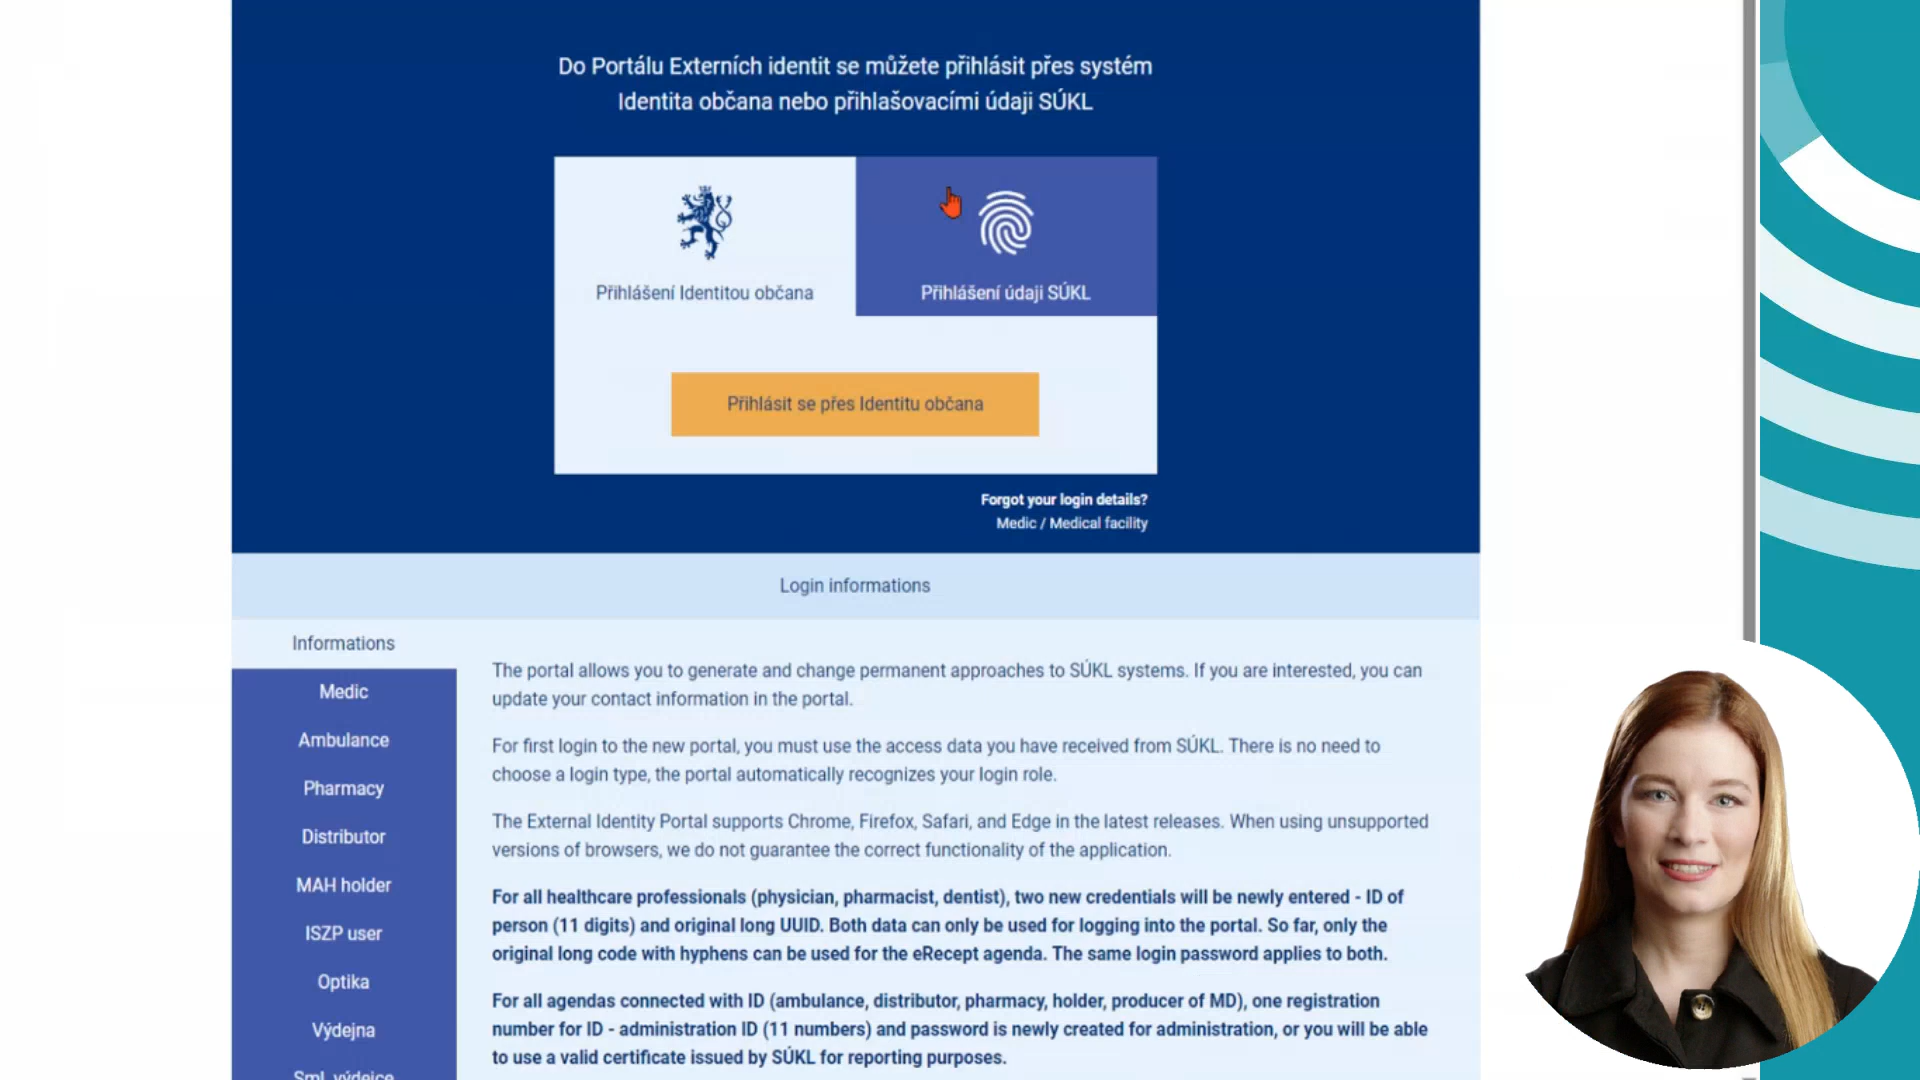 Do Portálu Externích identit se můžete přihlásit přes systém
Identita občana nebo přihlašovacími údaji SÚKL
Přihlášení Identitou občana
Přihlášení údaji SÚKL
Přihlásit se přes Identitu občana
Forgot your login details?
Medic / Medical facility
Login informations
Informations
Medic
Ambulance
Pharmacy
Distributor
MAH holder
ISZP user
Optika
Výdejna
Sml. výdejce
The portal allows you to generate and change permanent approaches to SÚKL systems. If you are interested, you can
update your contact information in the portal.
For first login to the new portal, you must use the access data you have received from SÚKL. There is no need to
choose a login type, the portal automatically recognizes your login role.
The External Identity Portal supports Chrome, Firefox, Safari, and Edge in the latest releases. When using unsupported
versions of browsers, we do not guarantee the correct functionality of the application.
For all healthcare professionals (physician, pharmacist, dentist), two new credentials will be newly entered - ID of
person (11 digits) and original long UUID. Both data can only be used for logging into the portal. So far, only the
original long code with hyphens can be used for the eRecept agenda. The same login password applies to both.
For all agendas connected with ID (ambulance, distributor, pharmacy, holder, producer of MD), one registration
number for ID - administration ID (11 numbers) and password is newly created for administration, or you will be able
to use a valid certificate issued by SÚKL for reporting purposes.